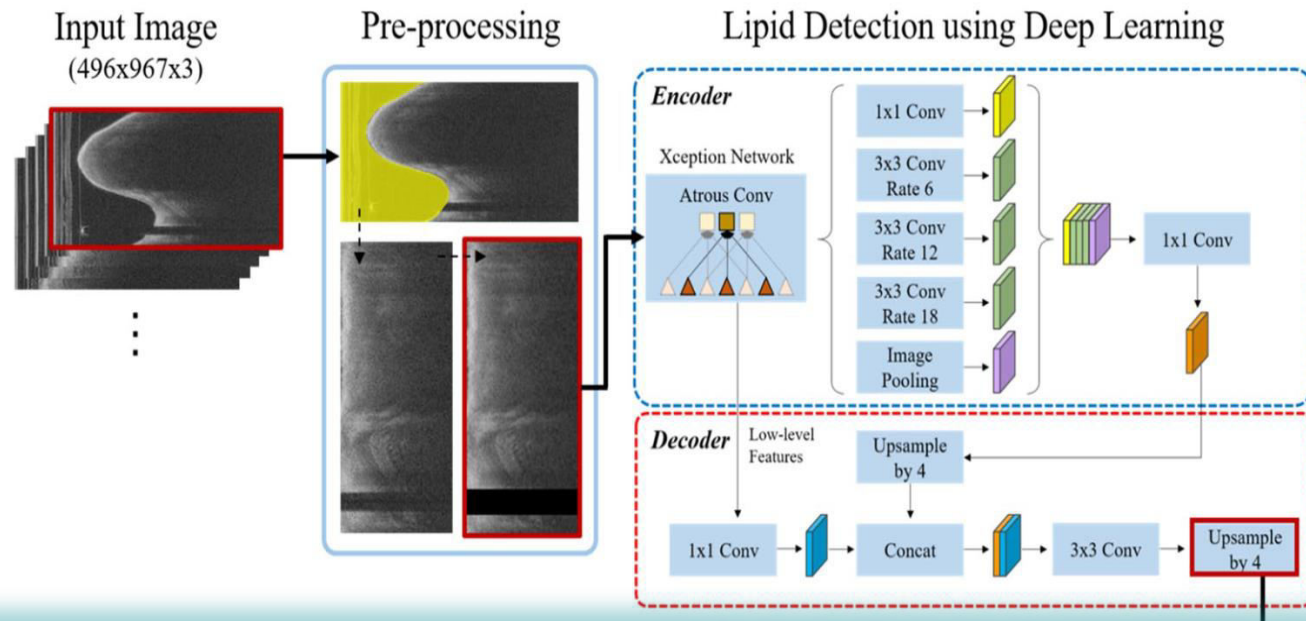 Input Image
(496x967x3)
Pre-processing
Lipid Detection using Deep Learning
Encoder
Xception Network
Atrous Conv
1x1 Conv
3x3 Conv
Rate 6
3x3 Conv
Rate 12
3x3 Conv
Rate 18
Image
Pooling
1x1 Conv
Decoder
Low-level
Features
Upsample
by 4
1x1 Conv
Concat
3x3 Conv
Upsample
by 4